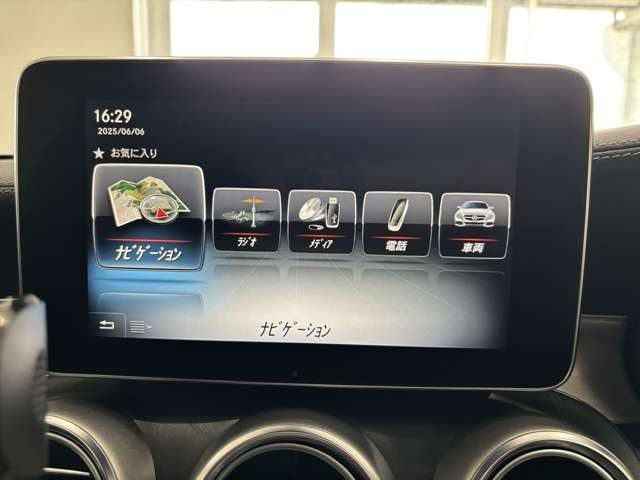 16:29
2025/06/06
★ お気に入り
ﾅﾋﾞｹﾞｰｼｮﾝ
ﾗｼﾞｵ
ﾒﾃﾞｨｱ
電話
車両
ﾅﾋﾞｹﾞｰｼｮﾝ